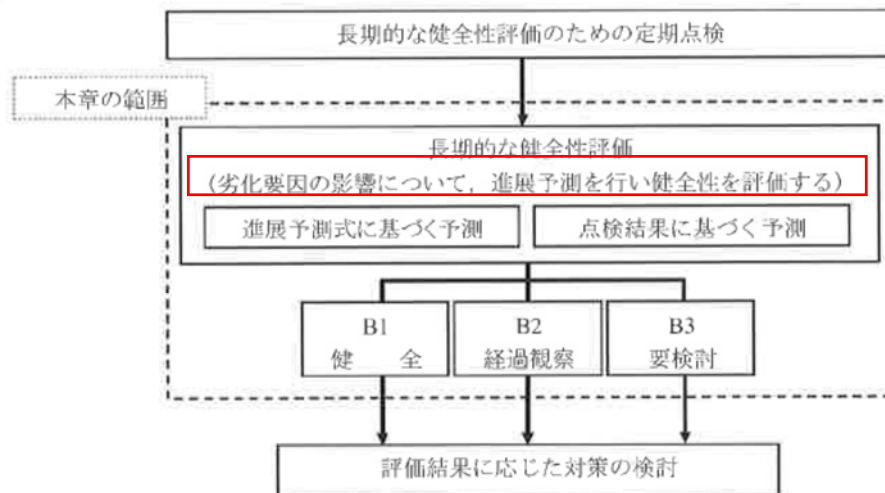 長期的な健全性評価のための定期点検
本章の範囲
長期的な健全性評価
(劣化要因の影響について，進展予測を行い健全性を評価する)
進展予測式に基づく予測
点検結果に基づく予測
B1
健　　全
B2
経過観察
B3
要検討
評価結果に応じた対策の検討